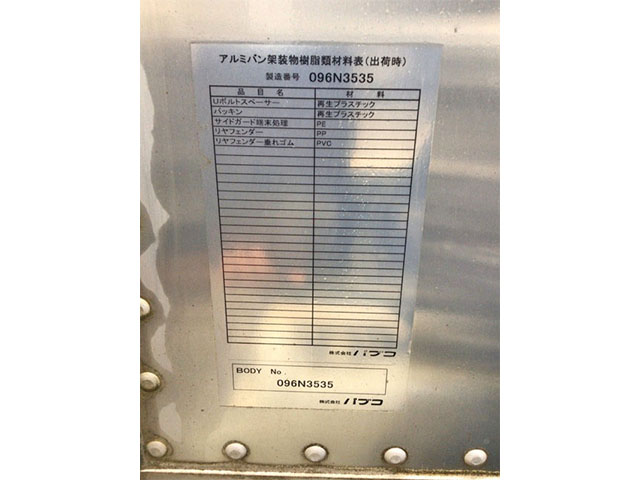 アルミバン架装物樹脂類材料表(出荷時)
製造番号 096N3535
品目名 材料
Uボルトスペーサー 再生プラスチック
パッキン 再生プラスチック
サイドガード端末処理 PE
リヤフェンダー PP
リヤフェンダー垂れゴム PVC
株式会社パブコ
BODY No.
096N3535
株式会社パブコ